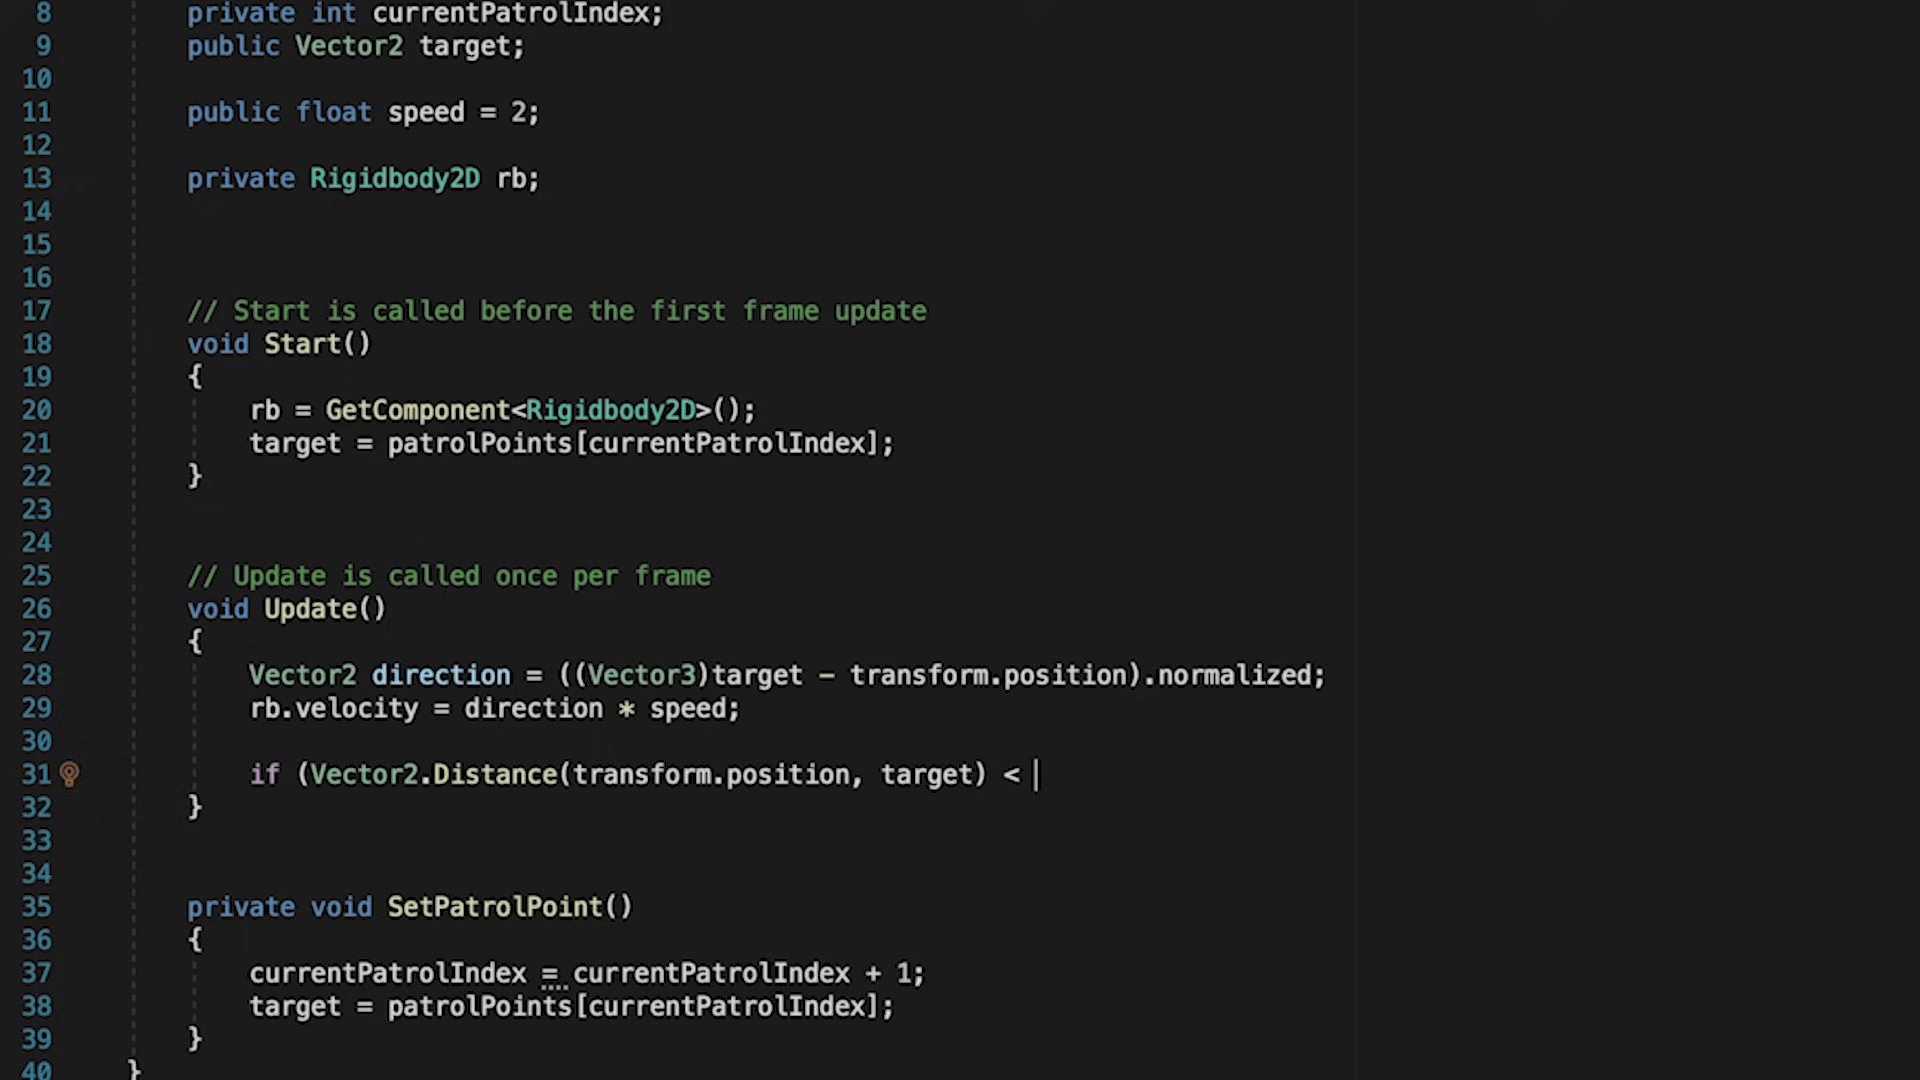 8 private int currentPatrolIndex;
9 public Vector2 target;
10
11 public float speed = 2;
12
13 private Rigidbody2D rb;
14
15
16
17 // Start is called before the first frame update
18 void Start()
19 {
20 rb = GetComponent<Rigidbody2D>();
21 target = patrolPoints[currentPatrolIndex];
22 }
23
24
25 // Update is called once per frame
26 void Update()
27 {
28 Vector2 direction = ((Vector3)target - transform.position).normalized;
29 rb.velocity = direction * speed;
30
31 if (Vector2.Distance(transform.position, target) <
32 }
33
34
35 private void SetPatrolPoint()
36 {
37 currentPatrolIndex = currentPatrolIndex + 1;
38 target = patrolPoints[currentPatrolIndex];
39 }
40 }